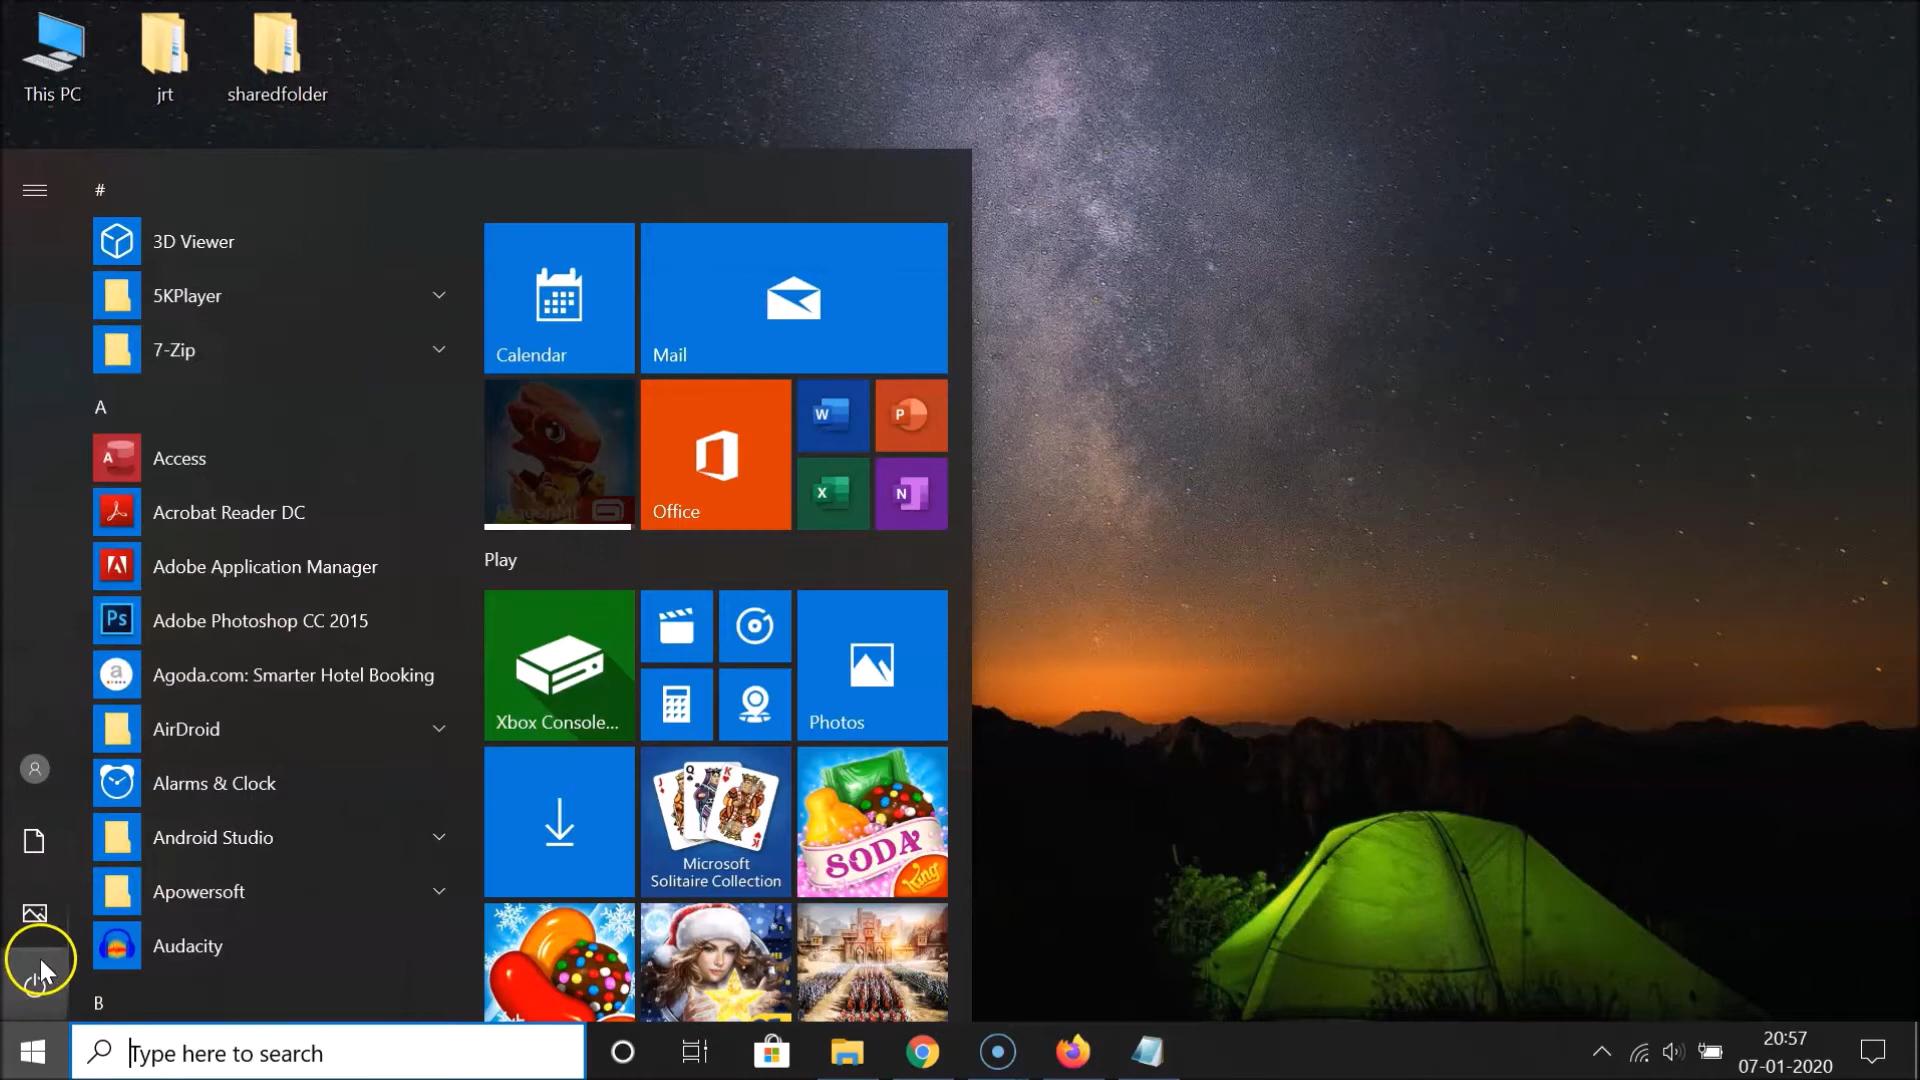 This PC
jrt
sharedfolder
#
3D Viewer
5KPlayer
7-Zip
A
Access
Acrobat Reader DC
Adobe Application Manager
Adobe Photoshop CC 2015
Agoda.com: Smarter Hotel Booking
AirDroid
Alarms & Clock
Android Studio
Apowersoft
Audacity
B
Calendar
Mail
Office
Play
Xbox Console...
Photos
Microsoft
Solitaire Collection
SODA
King
Type here to search
20:57
07-01-2020